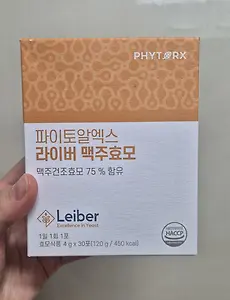 PHYTORX
파이토알엑스
라이버 맥주효모
맥주건조효모 75 % 함유
Leiber
Excellence in Yeast
1일 1회 1포
효모식품 4 g x 30포(120 g / 450 kcal)
HACCP